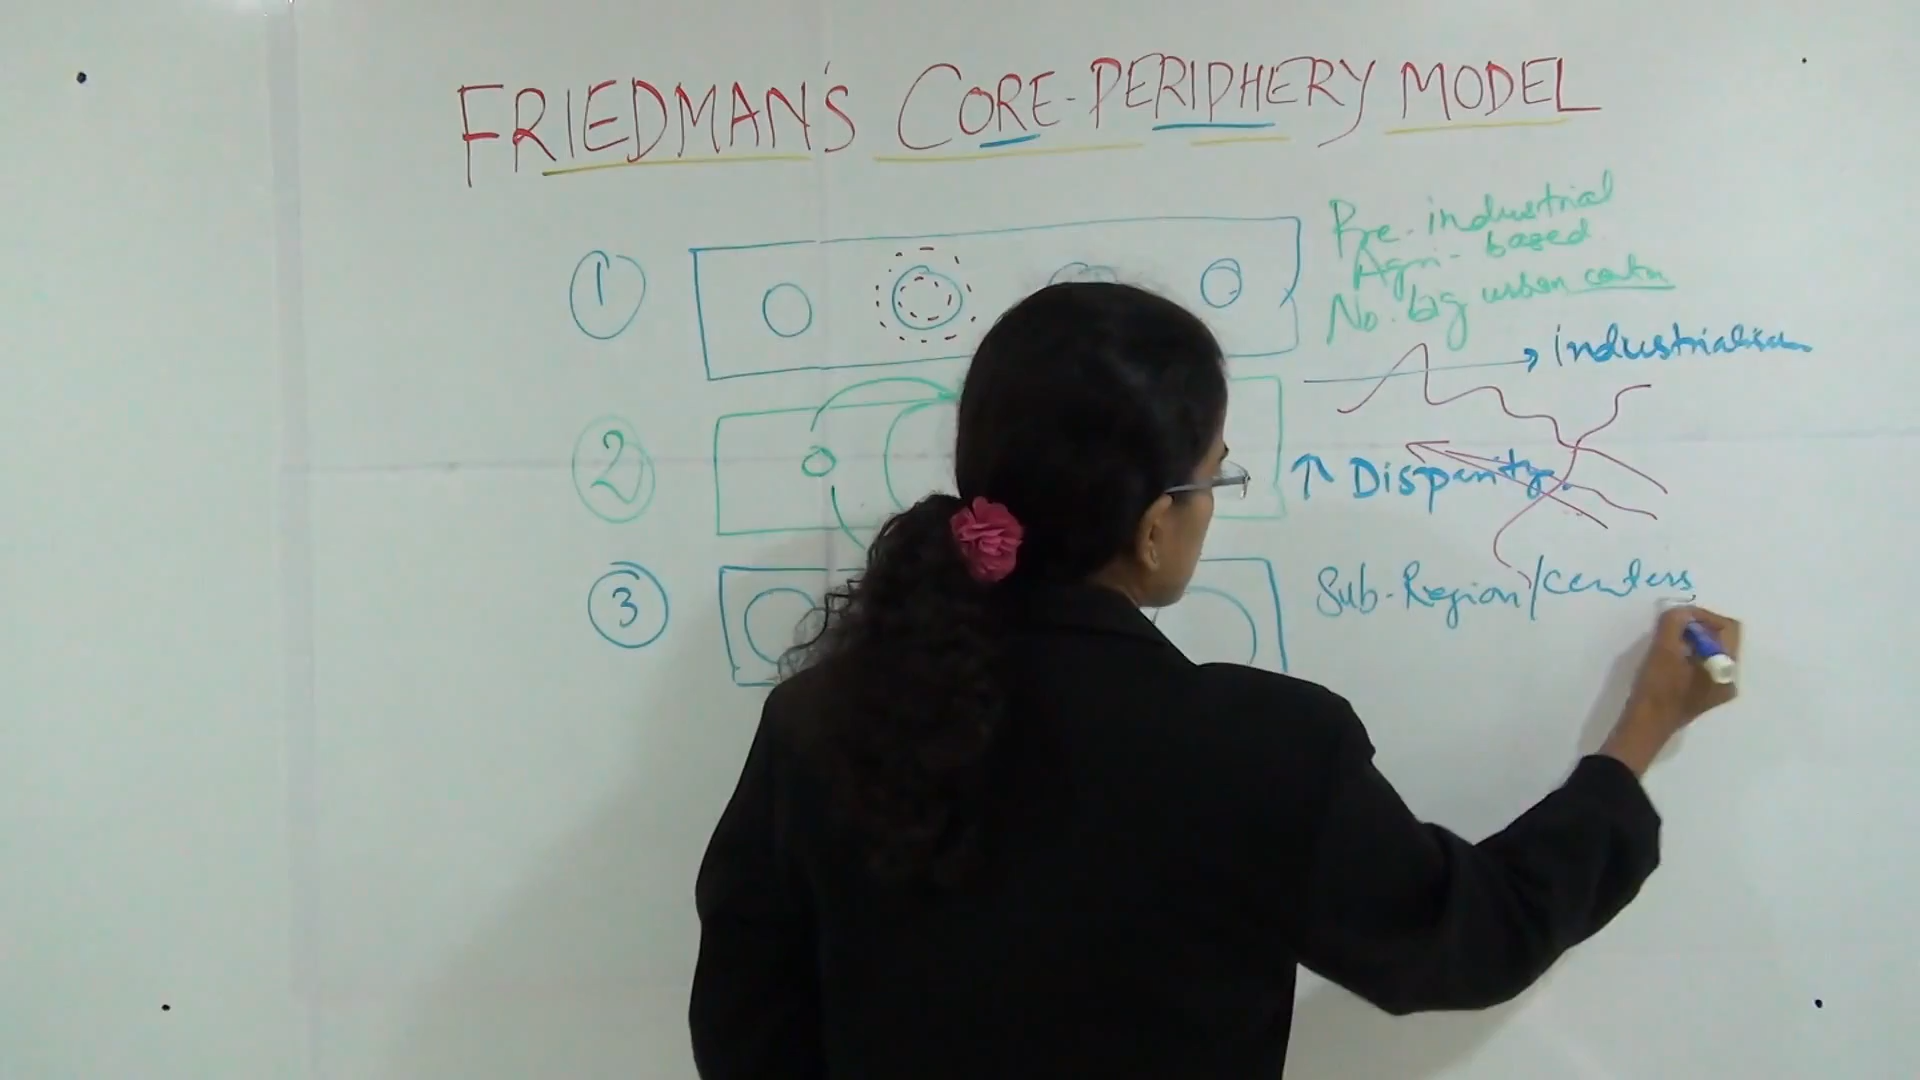 FRIEDMAN'S CORE-PERIPHERY MODEL
1
Pre-industrial
Agri-based
No. big urban centre
industrialisa
2
↑ Disparity
3
Sub-Region/centers